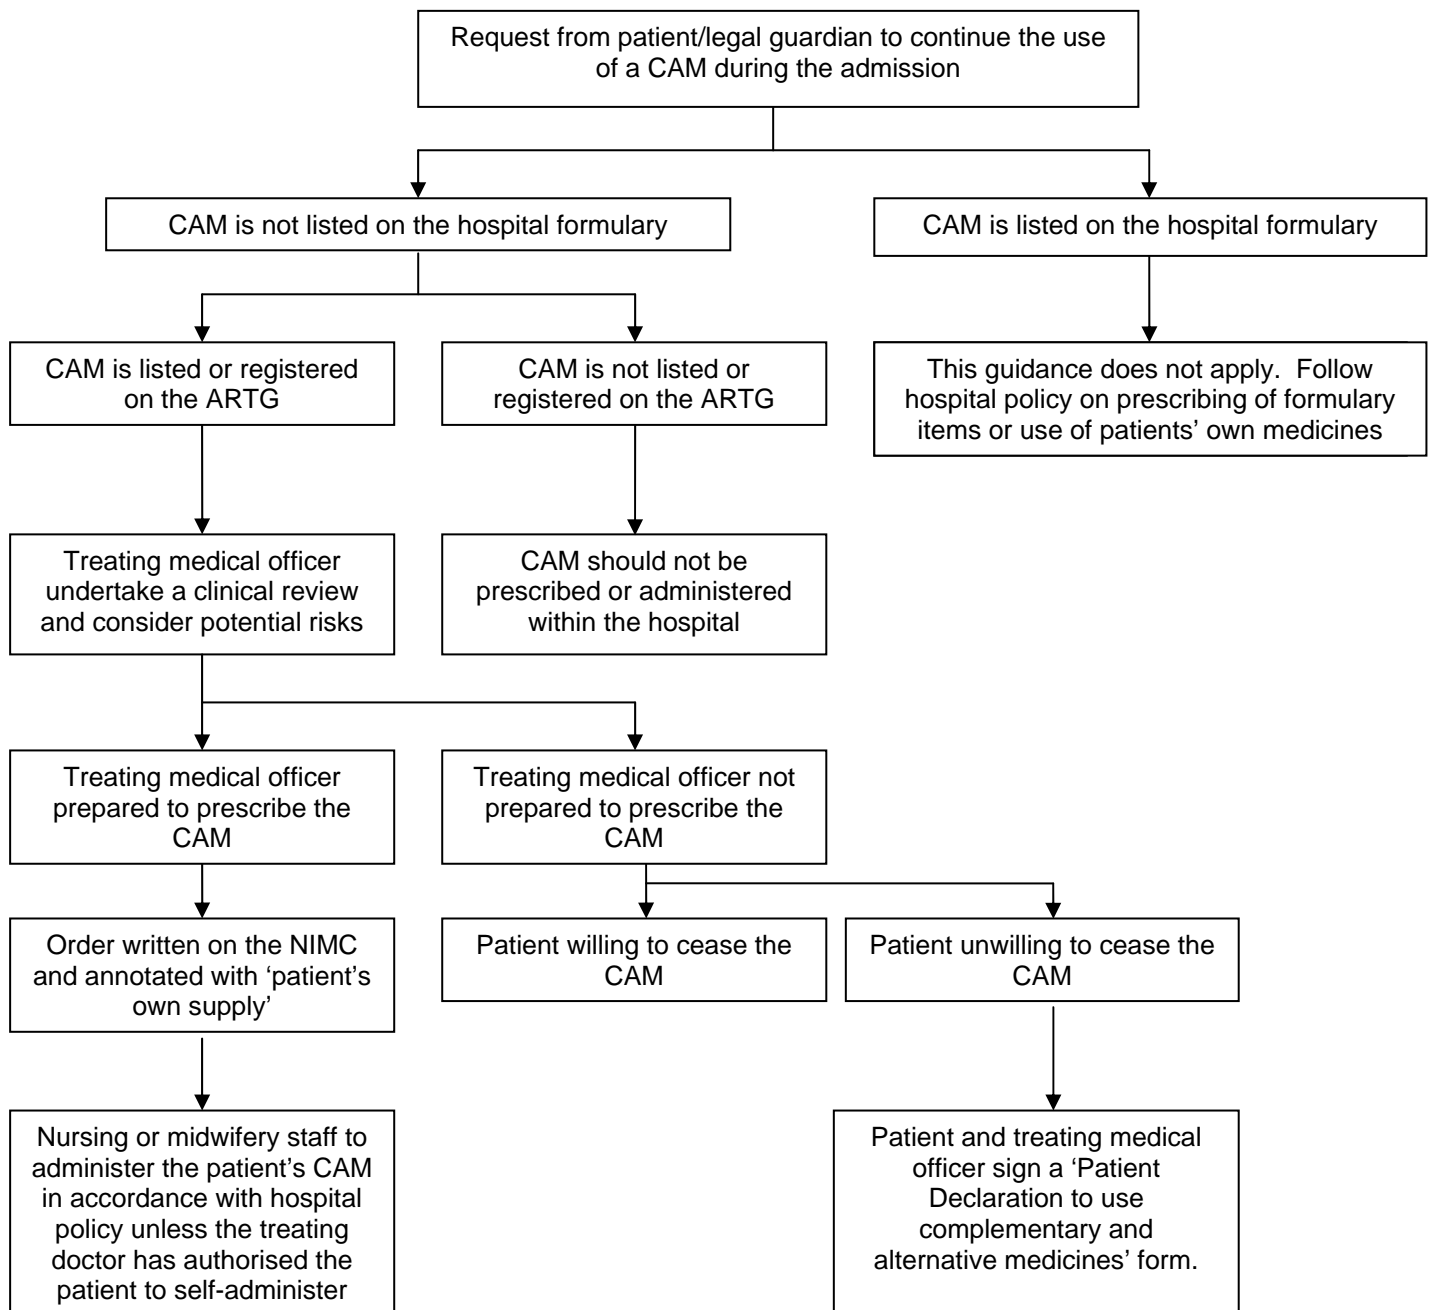 Request from patient/legal guardian to continue the use
of a CAM during the admission
CAM is not listed on the hospital formulary
CAM is listed on the hospital formulary
CAM is listed or registered
on the ARTG
CAM is not listed or
registered on the ARTG
This guidance does not apply.  Follow
hospital policy on prescribing of formulary
items or use of patients’ own medicines
Treating medical officer
undertake a clinical review
and consider potential risks
CAM should not be
prescribed or administered
within the hospital
Treating medical officer
prepared to prescribe the
CAM
Treating medical officer not
prepared to prescribe the
CAM
Order written on the NIMC
and annotated with ‘patient’s
own supply’
Patient willing to cease the
CAM
Patient unwilling to cease the
CAM
Nursing or midwifery staff to
administer the patient’s CAM
in accordance with hospital
policy unless the treating
doctor has authorised the
patient to self-administer
Patient and treating medical
officer sign a ‘Patient
Declaration to use
complementary and
alternative medicines’ form.